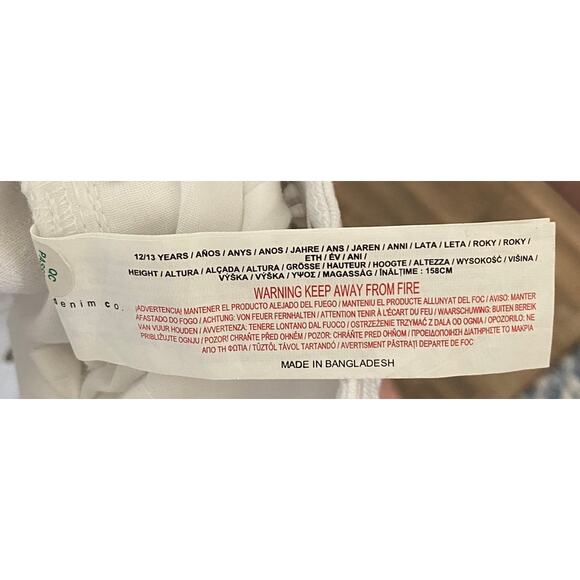 QC
PASS
denim co.
12/13 YEARS / AÑOS / ANYS / ANOS / JAHRE / ANS / JAREN / ANNI / LATA / LETA / ROKY / ROKY /
ETH / ÉV / ANI /
HEIGHT / ALTURA / ALÇADA / ALTURA / GRÖSSE / HAUTEUR / HOOGTE / ALTEZZA / WYSOKOŚĆ / VIŠINA /
VÝŠKA / VÝŠKA / ΥΨΟΣ / MAGASSÁG / ÎNĂLȚIME : 158CM
WARNING KEEP AWAY FROM FIRE
¡ADVERTENCIA! MANTENER EL PRODUCTO ALEJADO DEL FUEGO / MANTENIU EL PRODUCTE ALLUNYAT DEL FOC / AVISO: MANTER
AFASTADO DO FOGO / ACHTUNG: VON FEUER FERNHALTEN / ATTENTION TENIR À L'ÉCART DU FEU / WAARSCHUWING: BUITEN BEREIK
VAN VUUR HOUDEN / AVVERTENZA: TENERE LONTANO DAL FUOCO / OSTRZEŻENIE TRZYMAĆ Z DALA OD OGNIA / OPOZORILO: NE
PRIBLIŽUJTE OGNJU / POZOR: CHRAŇTE PŘED OHNĚM / POZOR: CHRÁŇTE PRED OHŇOM / ΠΡΟΕΙΔΟΠΟΙΗΣΗ ΔΙΑΤΗΡΗΣΤΕ ΤΟ ΜΑΚΡΙΑ
ΑΠΟ ΤΗ ΦΩΤΙΑ / TŰZTŐL TÁVOL TARTANDÓ / AVERTISMENT PĂSTRAȚI DEPARTE DE FOC
MADE IN BANGLADESH